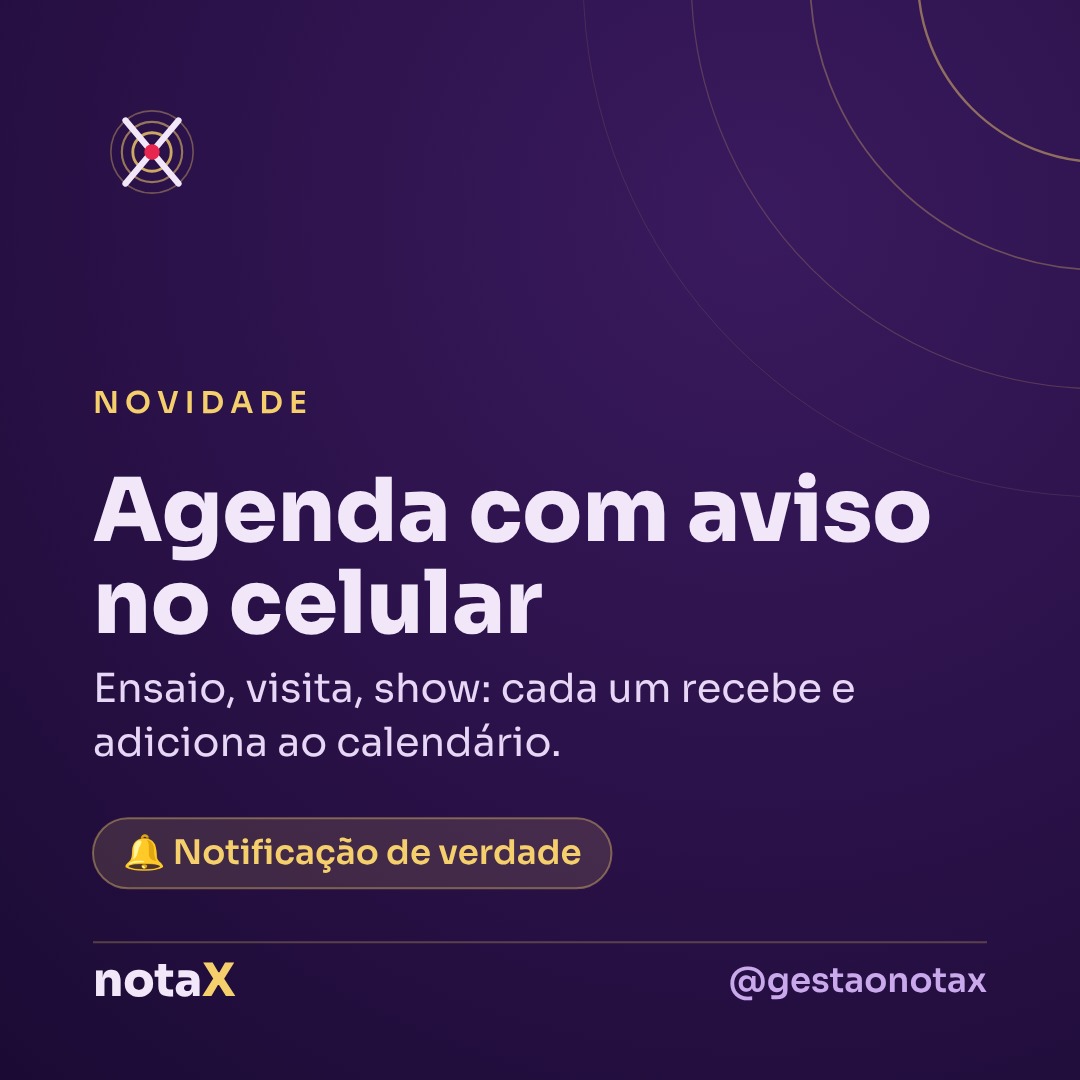 NOVIDADE
Agenda com aviso
no celular
Ensaio, visita, show: cada um recebe e
adiciona ao calendário.
🔔 Notificação de verdade
notaX
@gestaonotax